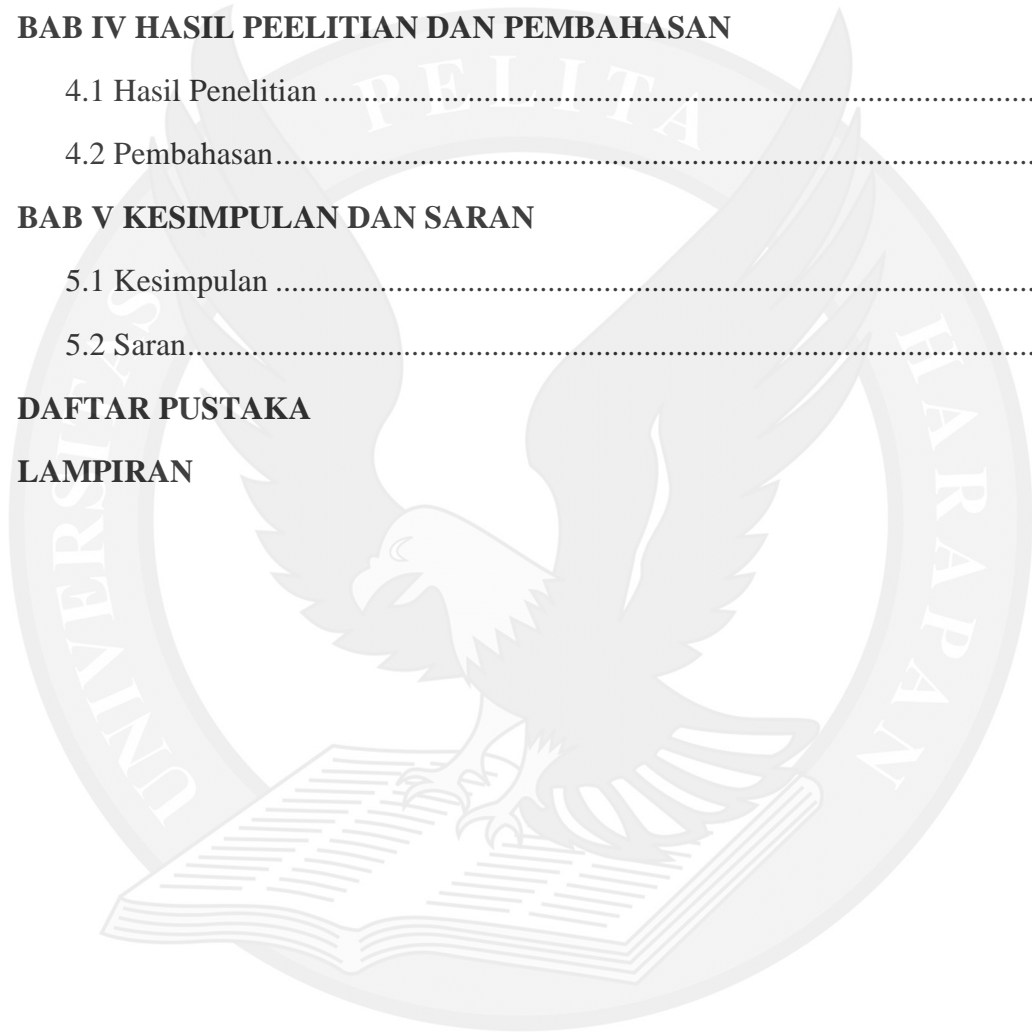 BAB IV HASIL PEELITIAN DAN PEMBAHASAN
4.1 Hasil Penelitian ........................................................................................
4.2 Pembahasan..............................................................................................
BAB V KESIMPULAN DAN SARAN
5.1 Kesimpulan ..............................................................................................
5.2 Saran.........................................................................................................
DAFTAR PUSTAKA
LAMPIRAN
UNIVERSITAS PELITA HARAPAN